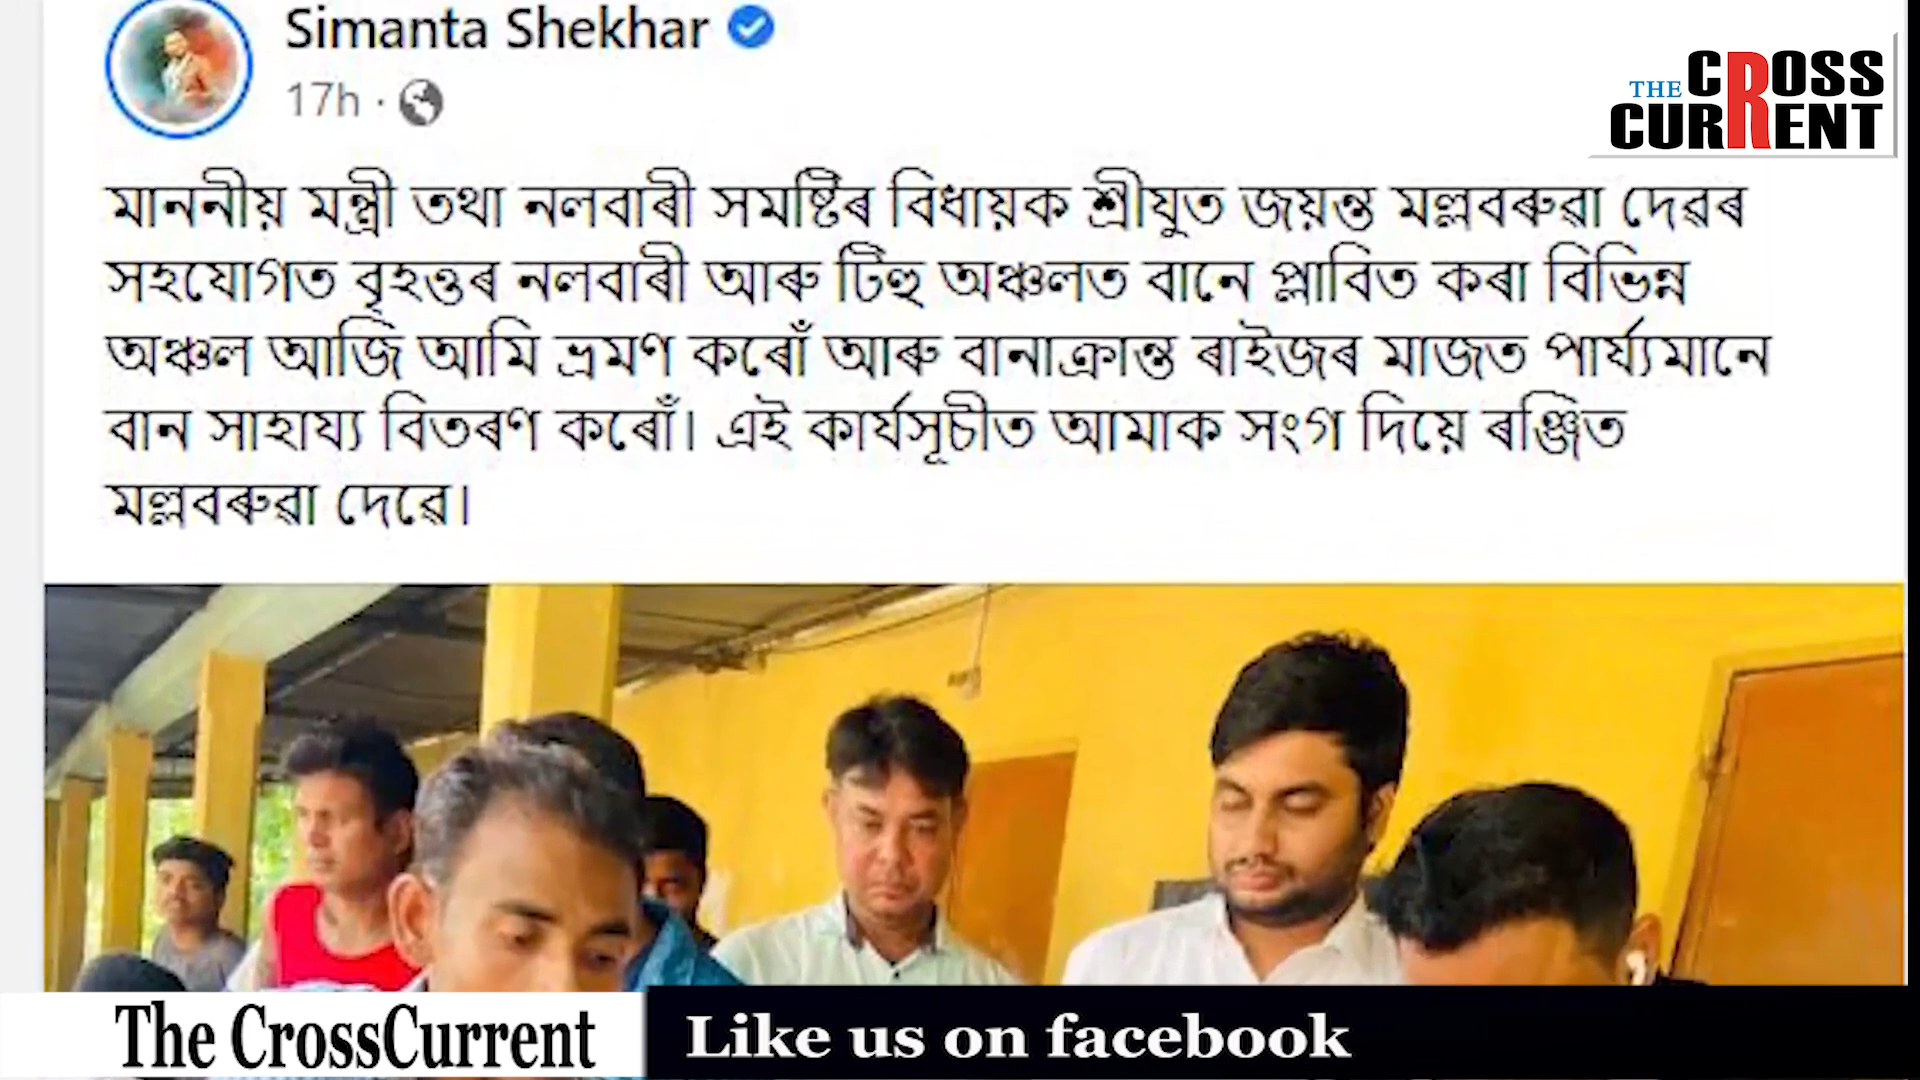 Simanta Shekhar
17h ·
THE CROSS
CURRENT
মাননীয় মন্ত্ৰী তথা নলবাৰী সমষ্টিৰ বিধায়ক শ্ৰীযুত জয়ন্ত মল্লবৰুৱা দেৱৰ
সহযোগত বৃহত্তৰ নলবাৰী আৰু টিহু অঞ্চলত বানে প্লাবিত কৰা বিভিন্ন
অঞ্চল আজি আমি ভ্ৰমণ কৰোঁ আৰু বানাক্ৰান্ত ৰাইজৰ মাজত পাৰ্য্যমানে
বান সাহায্য বিতৰণ কৰোঁ। এই কাৰ্যসূচীত আমাক সংগ দিয়ে ৰঞ্জিত
মল্লবৰুৱা দেৱে।
The CrossCurrent
Like us on facebook